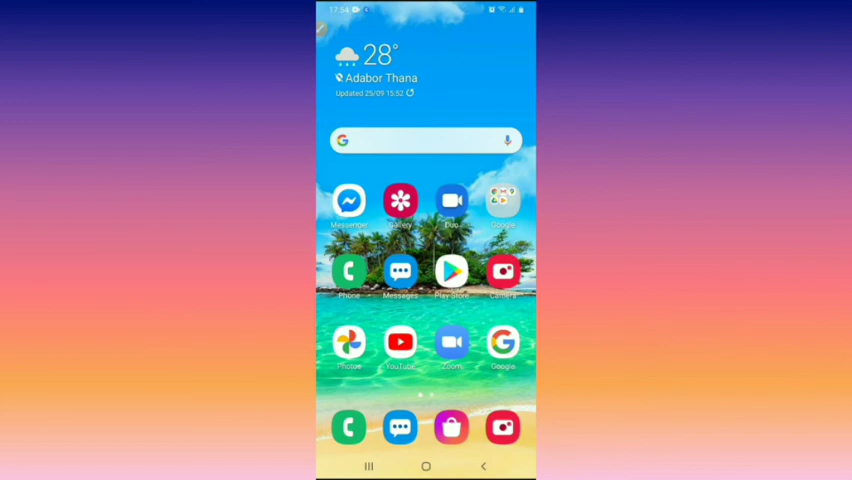 17:54
28°
Adabor Thana
Updated 25/09 15:52
Messenger
Gallery
Duo
Google
Phone
Messages
Play Store
Camera
Photos
YouTube
Zoom
Google